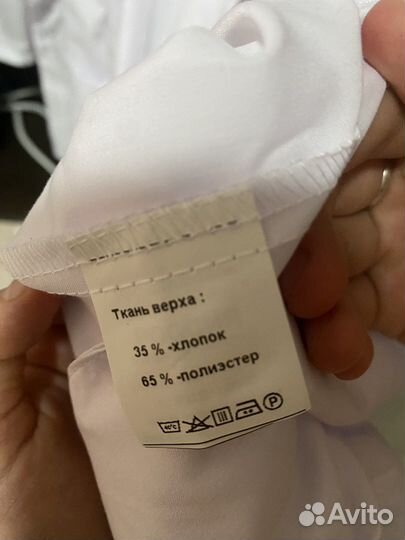 Ткань верха :
35 % -хлопок
65 % -полиэстер
P
Avito